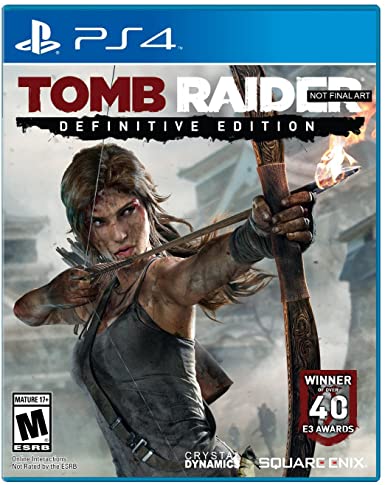 PS4
TOMB RAIDER
NOT FINAL ART
DEFINITIVE EDITION
MATURE 17+
M
ESRB
Online Interactions
Not Rated by the ESRB
CRYSTAL
DYNAMICS
SQUARE ENIX
WINNER
OF OVER
40
E3 AWARDS